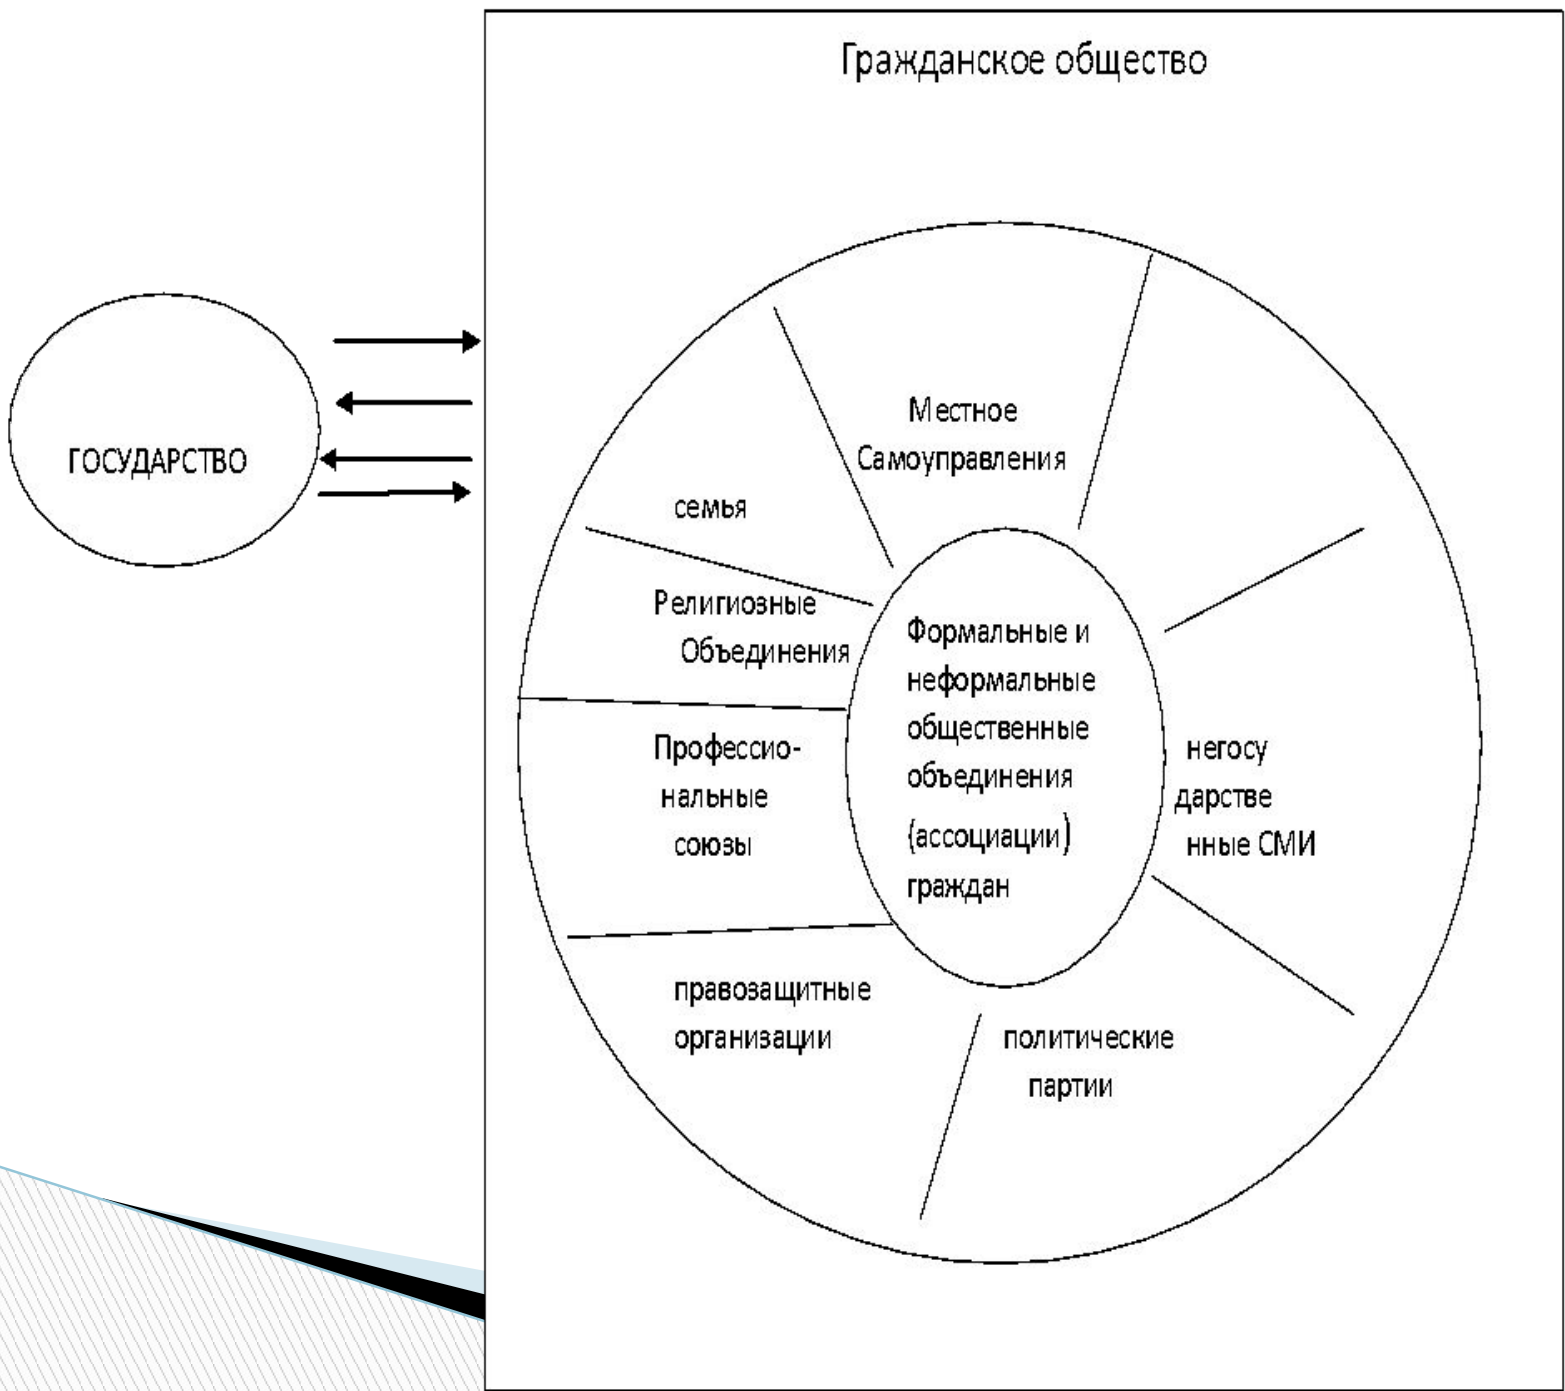 Гражданское общество
ГОСУДАРСТВО
Местное
Самоуправления
семья
Религиозные
Объединения
Професcио-
нальные
союзы
правозащитные
организации
Формальные и
неформальные
общественные
объединения
(ассоциации)
граждан
негосу
дарстве
нные СМИ
политические
партии